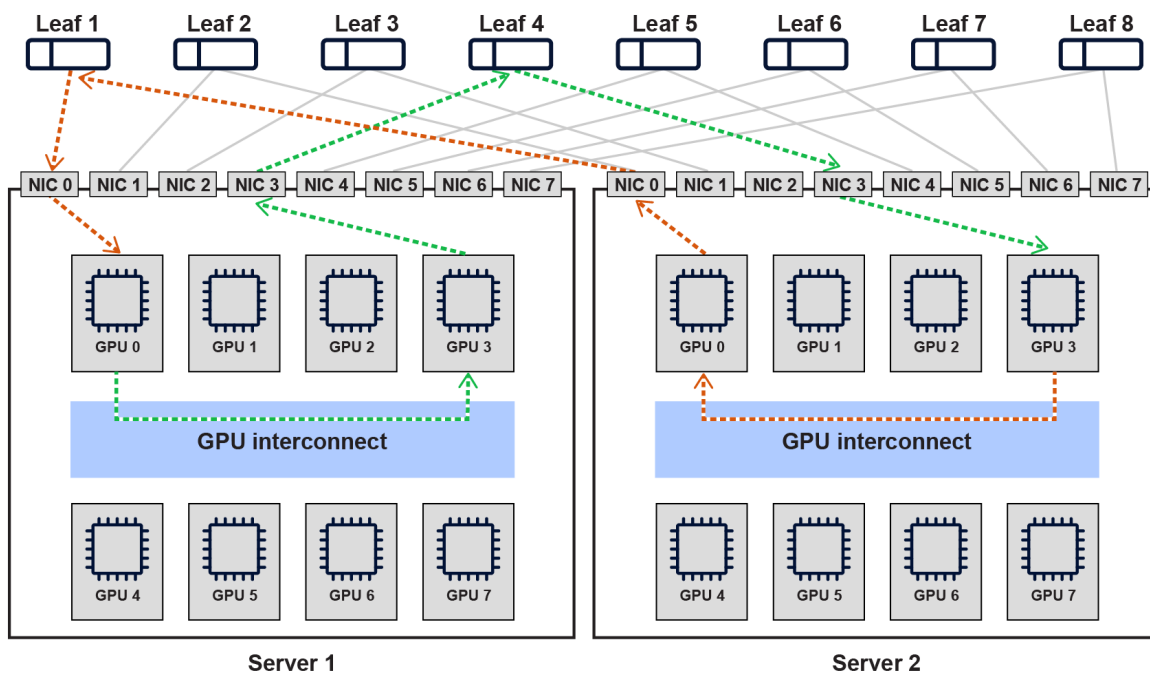 Leaf 1 Leaf 2 Leaf 3 Leaf 4 Leaf 5 Leaf 6 Leaf 7 Leaf 8
NIC 0 NIC 1 NIC 2 NIC 3 NIC 4 NIC 5 NIC 6 NIC 7 NIC 0 NIC 1 NIC 2 NIC 3 NIC 4 NIC 5 NIC 6 NIC 7
GPU 0 GPU 1 GPU 2 GPU 3 GPU 0 GPU 1 GPU 2 GPU 3
GPU interconnect GPU interconnect
GPU 4 GPU 5 GPU 6 GPU 7 GPU 4 GPU 5 GPU 6 GPU 7
Server 1 Server 2